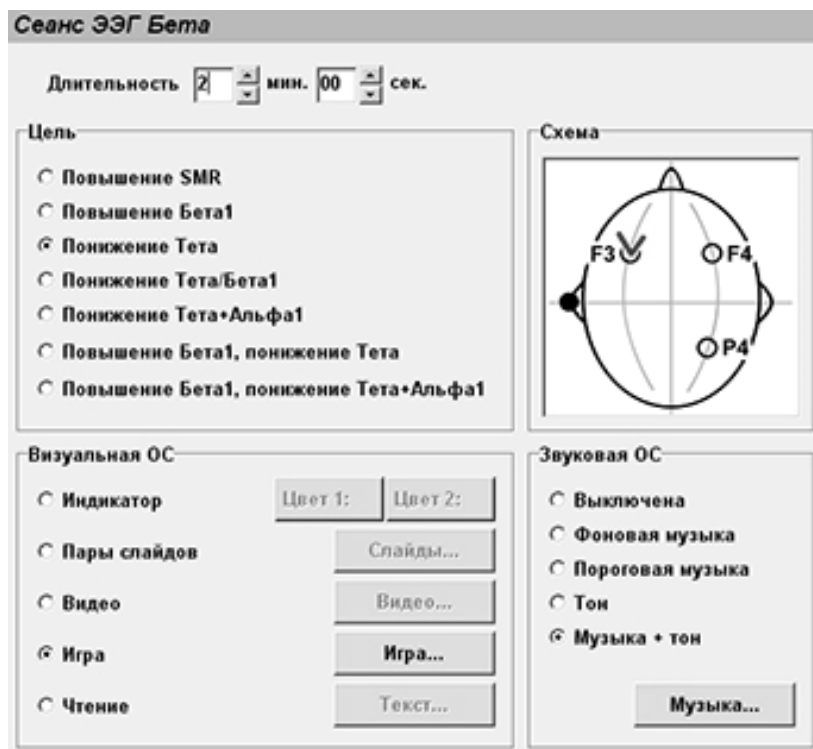 Сеанс ЭЭГ Бета
Длительность 2 мин. 00 сек.
Цель
Повышение SMR
Повышение Бета1
Понижение Тета
Понижение Тета/Бета1
Понижение Тета+Альфа1
Повышение Бета1, понижение Тета
Повышение Бета1, понижение Тета+Альфа1
Схема
F3 F4
P4
Визуальная ОС
Индикатор Цвет 1: Цвет 2:
Пары слайдов Слайды...
Видео Видео...
Игра Игра...
Чтение Текст...
Звуковая ОС
Выключена
Фоновая музыка
Пороговая музыка
Тон
Музыка + тон
Музыка...